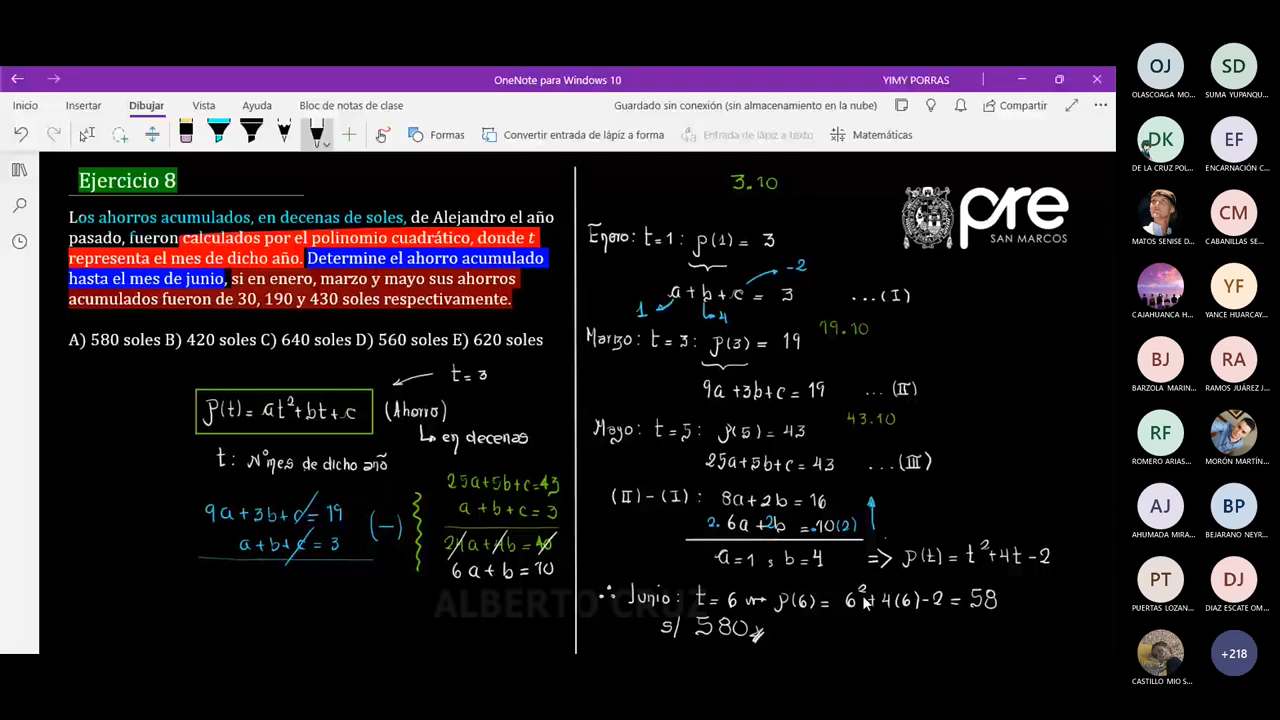 OneNote para Windows 10
YIMY PORRAS
Inicio Insertar Dibujar Vista Ayuda Bloc de notas de clase
Guardado sin conexión (sin almacenamiento en la nube)
Compartir
Formas
Convertir entrada de lápiz a forma
Entrada de lápiz a texto
Matemáticas
Ejercicio 8
Los ahorros acumulados, en decenas de soles, de Alejandro el año
pasado, fueron calculados por el polinomio cuadrático, donde t
representa el mes de dicho año. Determine el ahorro acumulado
hasta el mes de junio, si en enero, marzo y mayo sus ahorros
acumulados fueron de 30, 190 y 430 soles respectivamente.
A) 580 soles B) 420 soles C) 640 soles D) 560 soles E) 620 soles
t = 3
P(t) = at²+bt+c (Ahorro)
↳ en decenas
t: N° mes de dicho año
9a+3b+c = 19
a+b+c = 3
(−)
25a+5b+c=43
a+b+c=3
24a+4b=40
6a+b=10
3.10
Enero: t=1: P(1) = 3
-2
a+b+c = 3 ...(I)
1 4
Marzo: t=3: P(3) = 19
19.10
9a+3b+c = 19 ...(II)
43.10
Mayo: t=5: P(5) = 43
25a+5b+c = 43 ...(III)
(II)-(I): 8a+2b = 16
2. 6a+2b = 10(2)
a=1, b=4 => P(t) = t²+4t-2
∴ Junio: t=6 P(6) = 6²+4(6)-2 = 58
s/ 580
ALBERTO CRUZ
pre
SAN MARCOS
OJ SD
OLASCOAGA MO... SUMA YUPANQU...
DK EF
DE LA CRUZ POL... ENCARNACIÓN C...
CM
MATOS SENISE D... CABANILLAS SE...
YF
CAJAHUANCA H... YANCE HUARCAY...
BJ RA
BARZOLA MARIN... RAMOS JUÁREZ J...
RF
ROMERO ARIAS... MORÓN MARTÍN...
AJ BP
AHUMADA MIRA... BEJARANO NEYR...
PT DJ
PUERTAS LOZAN... DIAZ ESCATE OM...
+218
CASTILLO MIO S...